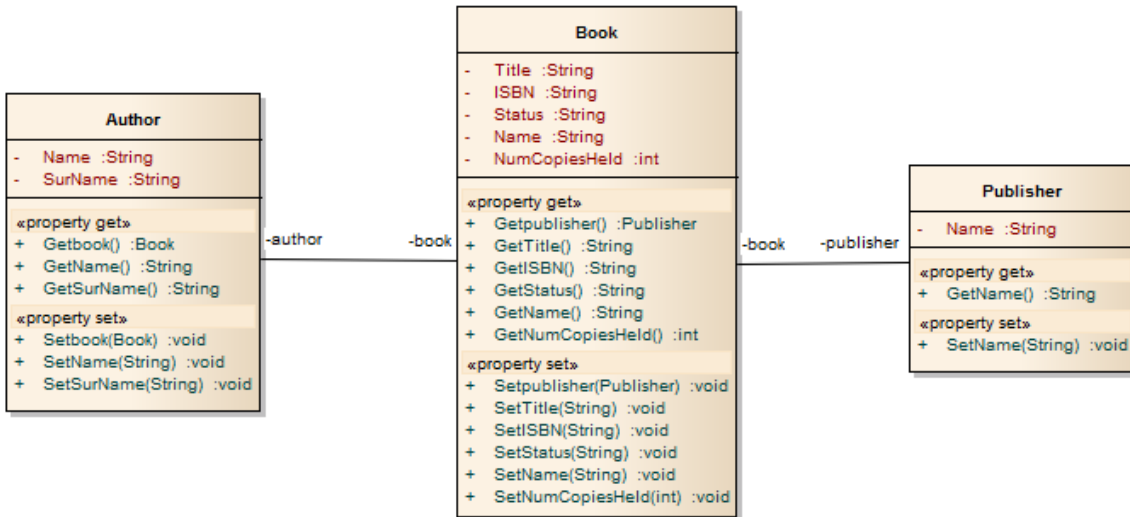 Author
- Name :String
- SurName :String
«property get»
+ Getbook() :Book
+ GetName() :String
+ GetSurName() :String
«property set»
+ Setbook(Book) :void
+ SetName(String) :void
+ SetSurName(String) :void
-author
-book
Book
- Title :String
- ISBN :String
- Status :String
- Name :String
- NumCopiesHeld :int
«property get»
+ Getpublisher() :Publisher
+ GetTitle() :String
+ GetISBN() :String
+ GetStatus() :String
+ GetName() :String
+ GetNumCopiesHeld() :int
«property set»
+ Setpublisher(Publisher) :void
+ SetTitle(String) :void
+ SetISBN(String) :void
+ SetStatus(String) :void
+ SetName(String) :void
+ SetNumCopiesHeld(int) :void
-book
-publisher
Publisher
- Name :String
«property get»
+ GetName() :String
«property set»
+ SetName(String) :void